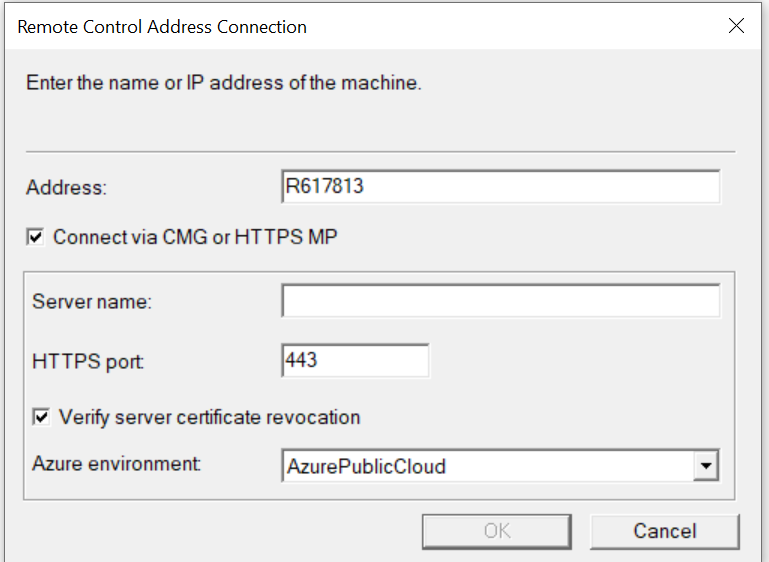 Remote Control Address Connection
Enter the name or IP address of the machine.
Address: R617813
Connect via CMG or HTTPS MP
Server name:
HTTPS port: 443
Verify server certificate revocation
Azure environment: AzurePublicCloud
OK Cancel